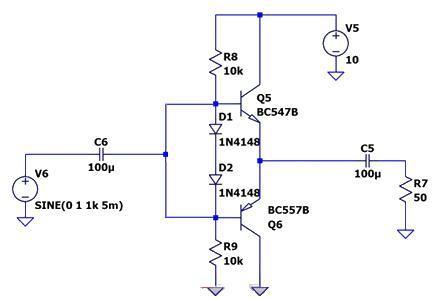 V5
10
R8
10k
Q5
BC547B
D1
1N4148
C6
100µ
D2
1N4148
C5
100µ
V6
SINE(0 1 1k 5m)
R7
50
BC557B
Q6
R9
10k